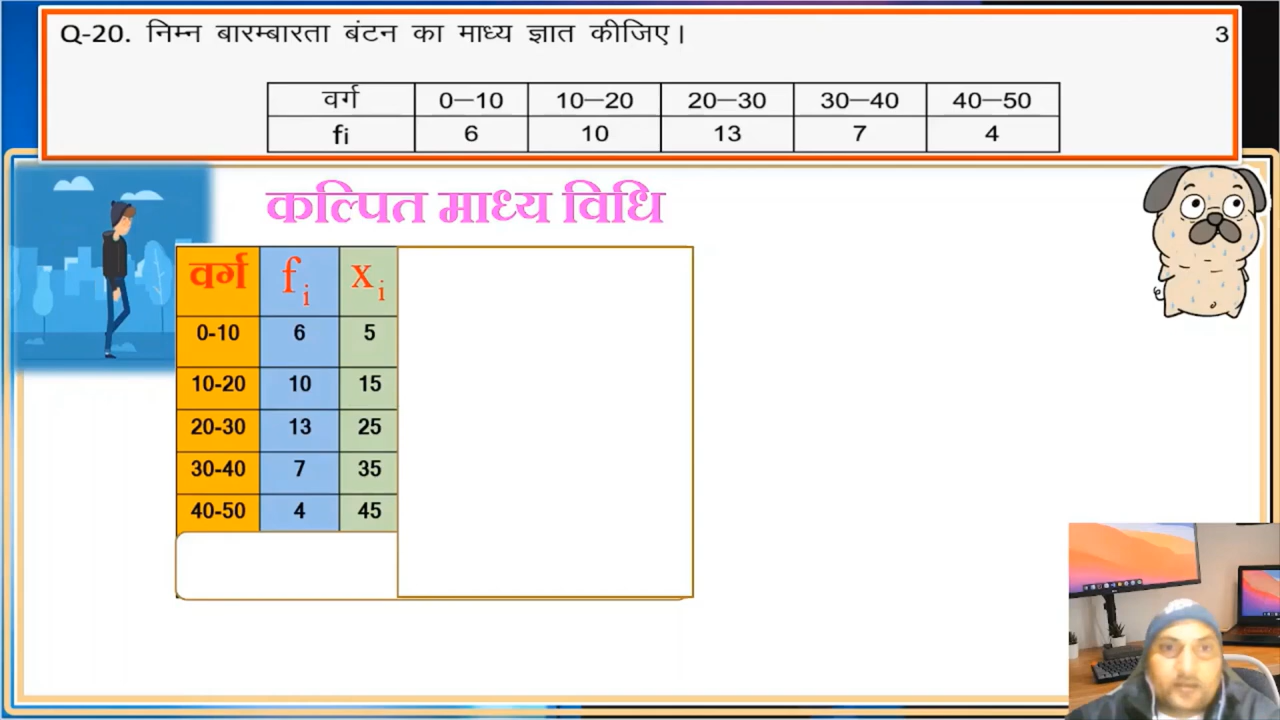 Q-20. निम्न बारम्बारता बंटन का माध्य ज्ञात कीजिए। 3
वर्ग 0–10 10–20 20–30 30–40 40–50
fi 6 10 13 7 4
कल्पित माध्य विधि
वर्ग fi xi
0-10 6 5
10-20 10 15
20-30 13 25
30-40 7 35
40-50 4 45